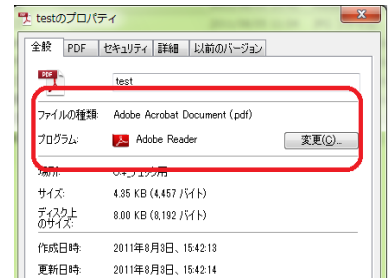 testのプロパティ
全般 PDF セキュリティ 詳細 以前のバージョン
PDF
test
ファイルの種類: Adobe Acrobat Document (.pdf)
プログラム: Adobe Reader 変更(C)...
場所:
サイズ: 4.35 KB (4,457 バイト)
ディスク上
のサイズ: 8.00 KB (8,192 バイト)
作成日時: 2011年8月3日、15:42:13
更新日時: 2011年8月3日、15:42:14